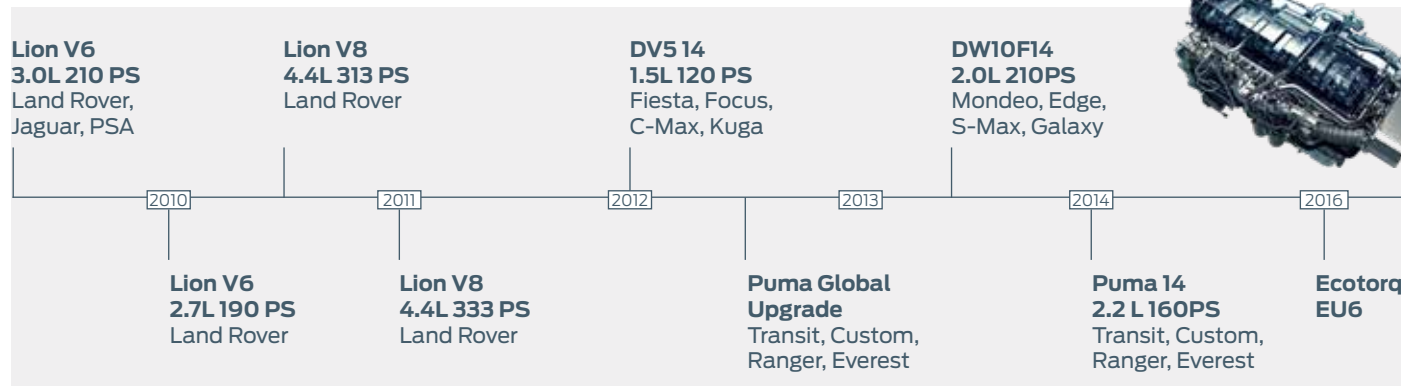 Lion V6
3.0L 210 PS
Land Rover,
Jaguar, PSA
Lion V8
4.4L 313 PS
Land Rover
DV5 14
1.5L 120 PS
Fiesta, Focus,
C-Max, Kuga
DW10F14
2.0L 210PS
Mondeo, Edge,
S-Max, Galaxy
2010
2011
2012
2013
2014
2016
Lion V6
2.7L 190 PS
Land Rover
Lion V8
4.4L 333 PS
Land Rover
Puma Global
Upgrade
Transit, Custom,
Ranger, Everest
Puma 14
2.2 L 160PS
Transit, Custom,
Ranger, Everest
Ecotorq
EU6